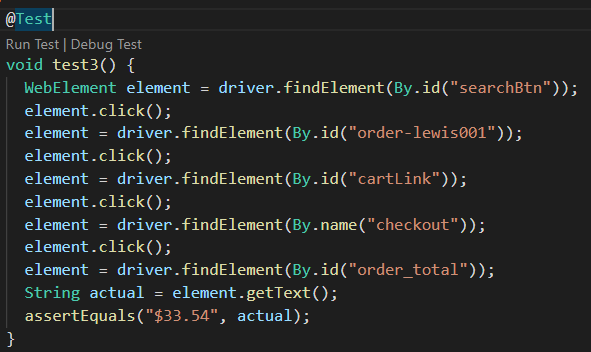 @Test
Run Test | Debug Test
void test3() {
WebElement element = driver.findElement(By.id("searchBtn"));
element.click();
element = driver.findElement(By.id("order-lewis001"));
element.click();
element = driver.findElement(By.id("cartLink"));
element.click();
element = driver.findElement(By.name("checkout"));
element.click();
element = driver.findElement(By.id("order_total"));
String actual = element.getText();
assertEquals("$33.54", actual);
}